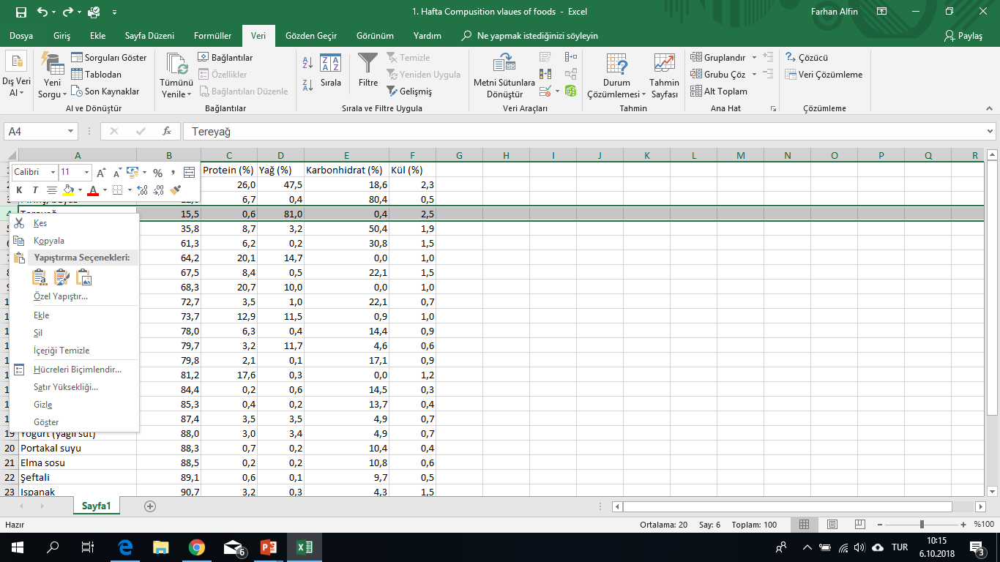 1. Hafta Compusition vlaues of foods - Excel
Farhan Alfin
Dosya Giriş Ekle Sayfa Düzeni Formüller Veri Gözden Geçir Görünüm Yardım Ne yapmak istediğinizi söyleyin Paylaş
Dış Veri Al
Yeni Sorgu
Sorguları Göster
Tablodan
Son Kaynaklar
Al ve Dönüştür
Tümünü Yenile
Bağlantılar
Özellikler
Bağlantıları Düzenle
Bağlantılar
Sırala
Filtre
Temizle
Yeniden Uygula
Gelişmiş
Sırala ve Filtre Uygula
Metni Sütunlara Dönüştür
Veri Araçları
Durum Çözümlemesi
Tahmin Sayfası
Tahmin
Gruplandır
Grubu Çöz
Alt Toplam
Ana Hat
Çözücü
Veri Çözümleme
Çözümleme
A4 fx Tereyağ
A B C D E F G H I J K L M N O P Q R
Calibri 11
K T
Protein (%) Yağ (%) Karbonhidrat (%) Kül (%)
26,0 47,5 18,6 2,3
6,7 0,4 80,4 0,5
4 Tereyağ 15,5 0,6 81,0 0,4 2,5
35,8 8,7 3,2 50,4 1,9
61,3 6,2 0,2 30,8 1,5
64,2 20,1 14,7 0,0 1,0
67,5 8,4 0,5 22,1 1,5
68,3 20,7 10,0 0,0 1,0
72,7 3,5 1,0 22,1 0,7
73,7 12,9 11,5 0,9 1,0
78,0 6,3 0,4 14,4 0,9
79,7 3,2 11,7 4,6 0,6
79,8 2,1 0,1 17,1 0,9
81,2 17,6 0,3 0,0 1,2
84,4 0,2 0,6 14,5 0,3
85,3 0,4 0,2 13,7 0,4
87,4 3,5 3,5 4,9 0,7
19 Yoğurt (yağlı süt) 88,0 3,0 3,4 4,9 0,7
20 Portakal suyu 88,3 0,7 0,2 10,4 0,4
21 Elma sosu 88,5 0,2 0,2 10,8 0,6
22 Şeftali 89,1 0,6 0,1 9,7 0,5
23 Ispanak 90,7 3,2 0,3 4,3 1,5
Kes
Kopyala
Yapıştırma Seçenekleri:
Özel Yapıştır...
Ekle
Sil
İçeriği Temizle
Hücreleri Biçimlendir...
Satır Yüksekliği...
Gizle
Göster
Sayfa1
Hazır Ortalama: 20 Say: 6 Toplam: 100 %100
6 TUR 10:15
6.10.2018 3